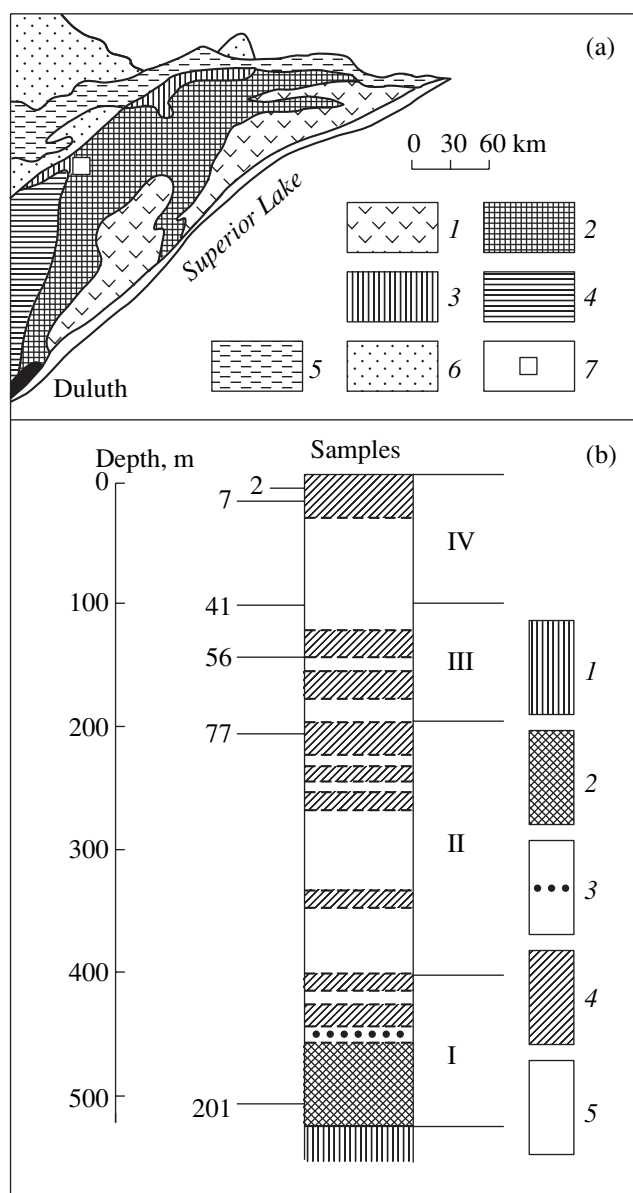 (a)
0 30 60 km
Superior Lake
1 2
3 4
5 6 7
Duluth
Samples (b)
Depth, m
0
2
7
IV
100
41
56
III
1
200
77
2
300
II
3
400
4
I
500
201
5